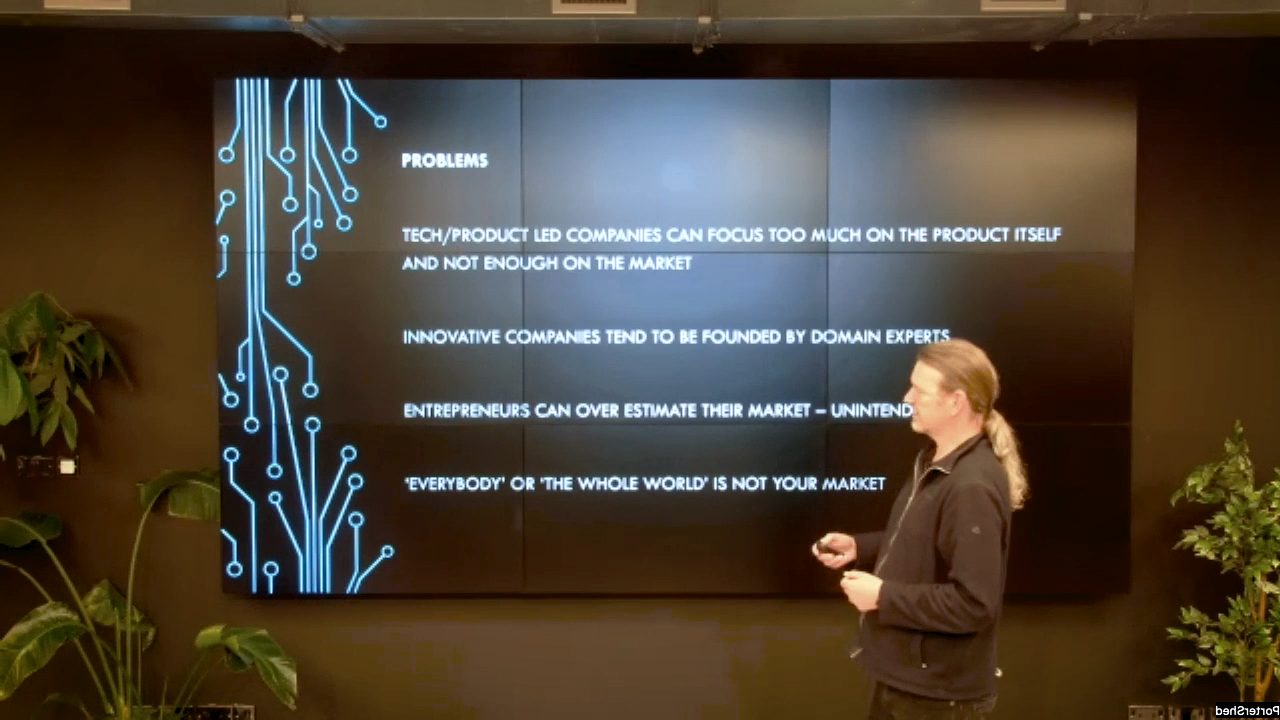 PROBLEMS
TECH/PRODUCT LED COMPANIES CAN FOCUS TOO MUCH ON THE PRODUCT ITSELF
AND NOT ENOUGH ON THE MARKET
INNOVATIVE COMPANIES TEND TO BE FOUNDED BY DOMAIN EXPERTS
ENTREPRENEURS CAN OVER ESTIMATE THEIR MARKET – UNINTEND
'EVERYBODY' OR 'THE WHOLE WORLD' IS NOT YOUR MARKET
PorterShed